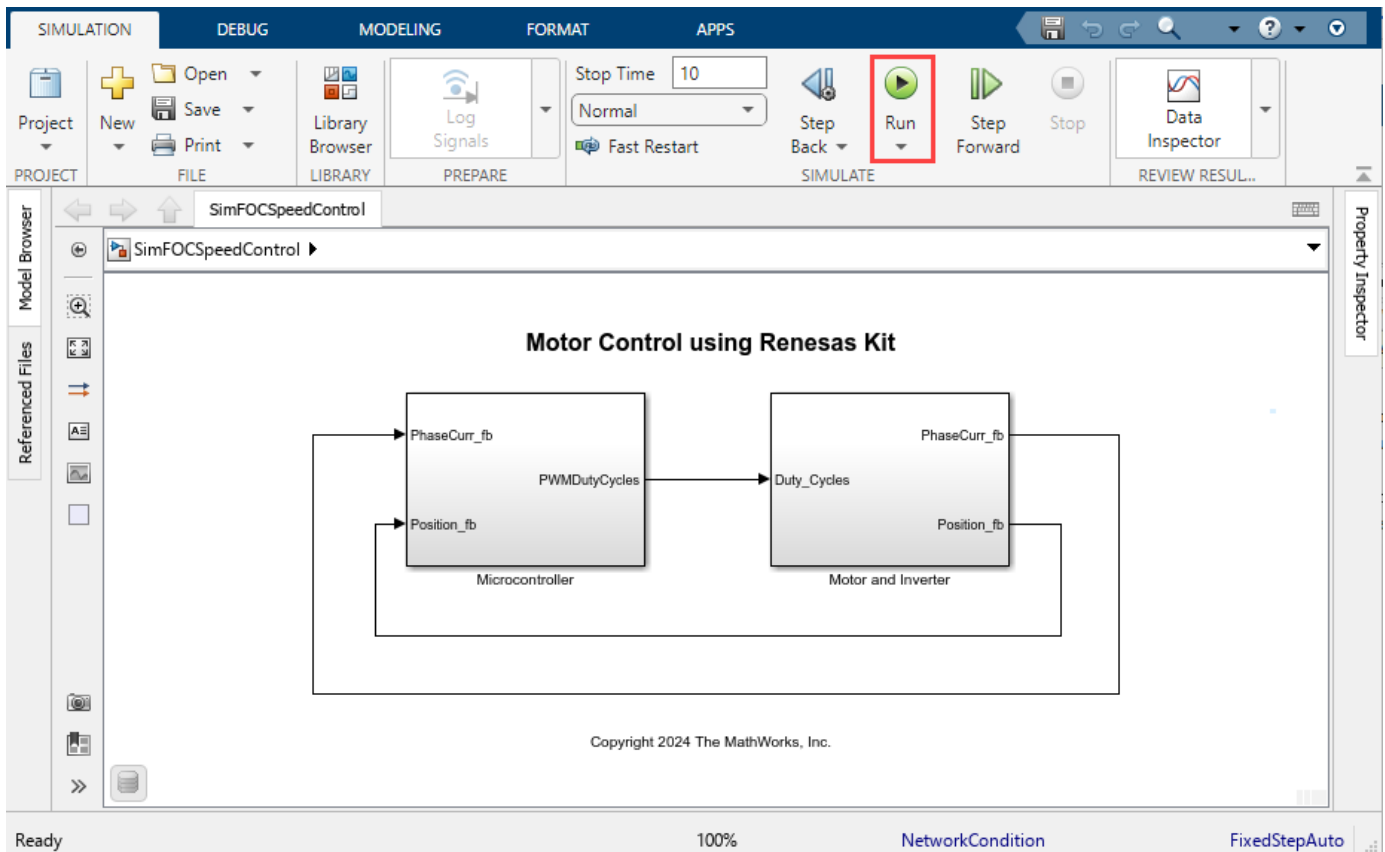 SIMULATION DEBUG MODELING FORMAT APPS
Project
New
Open
Save
Print
Library
Browser
Log
Signals
Stop Time 10
Normal
Fast Restart
Step
Back
Run
Step
Forward
Stop
Data
Inspector
PROJECT FILE LIBRARY PREPARE SIMULATE REVIEW RESUL...
Model Browser
Referenced Files
SimFOCSpeedControl
SimFOCSpeedControl
Property Inspector
Motor Control using Renesas Kit
PhaseCurr_fb
PWMDutyCycles
Position_fb
Microcontroller
PhaseCurr_fb
Duty_Cycles
Position_fb
Motor and Inverter
Copyright 2024 The MathWorks, Inc.
Ready 100% NetworkCondition FixedStepAuto